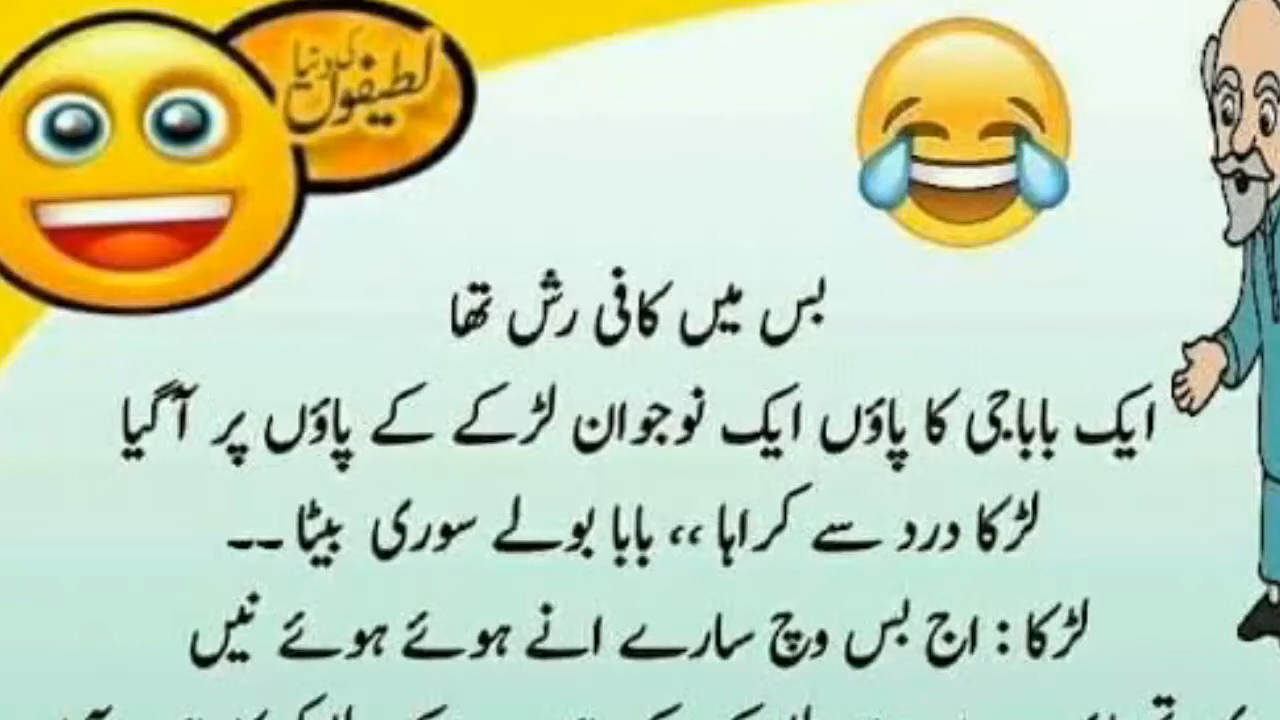 لطیفوں کی دنیا
بس میں کافی رش تھا
ایک باباجی کا پاؤں ایک نوجوان لڑکے کے پاؤں پر آگیا
لڑکا درد سے کراہا ،، بابا بولے سوری بیٹا ۔۔
لڑکا : اج بس وچ سارے انے ہوئے ہوئے نیں